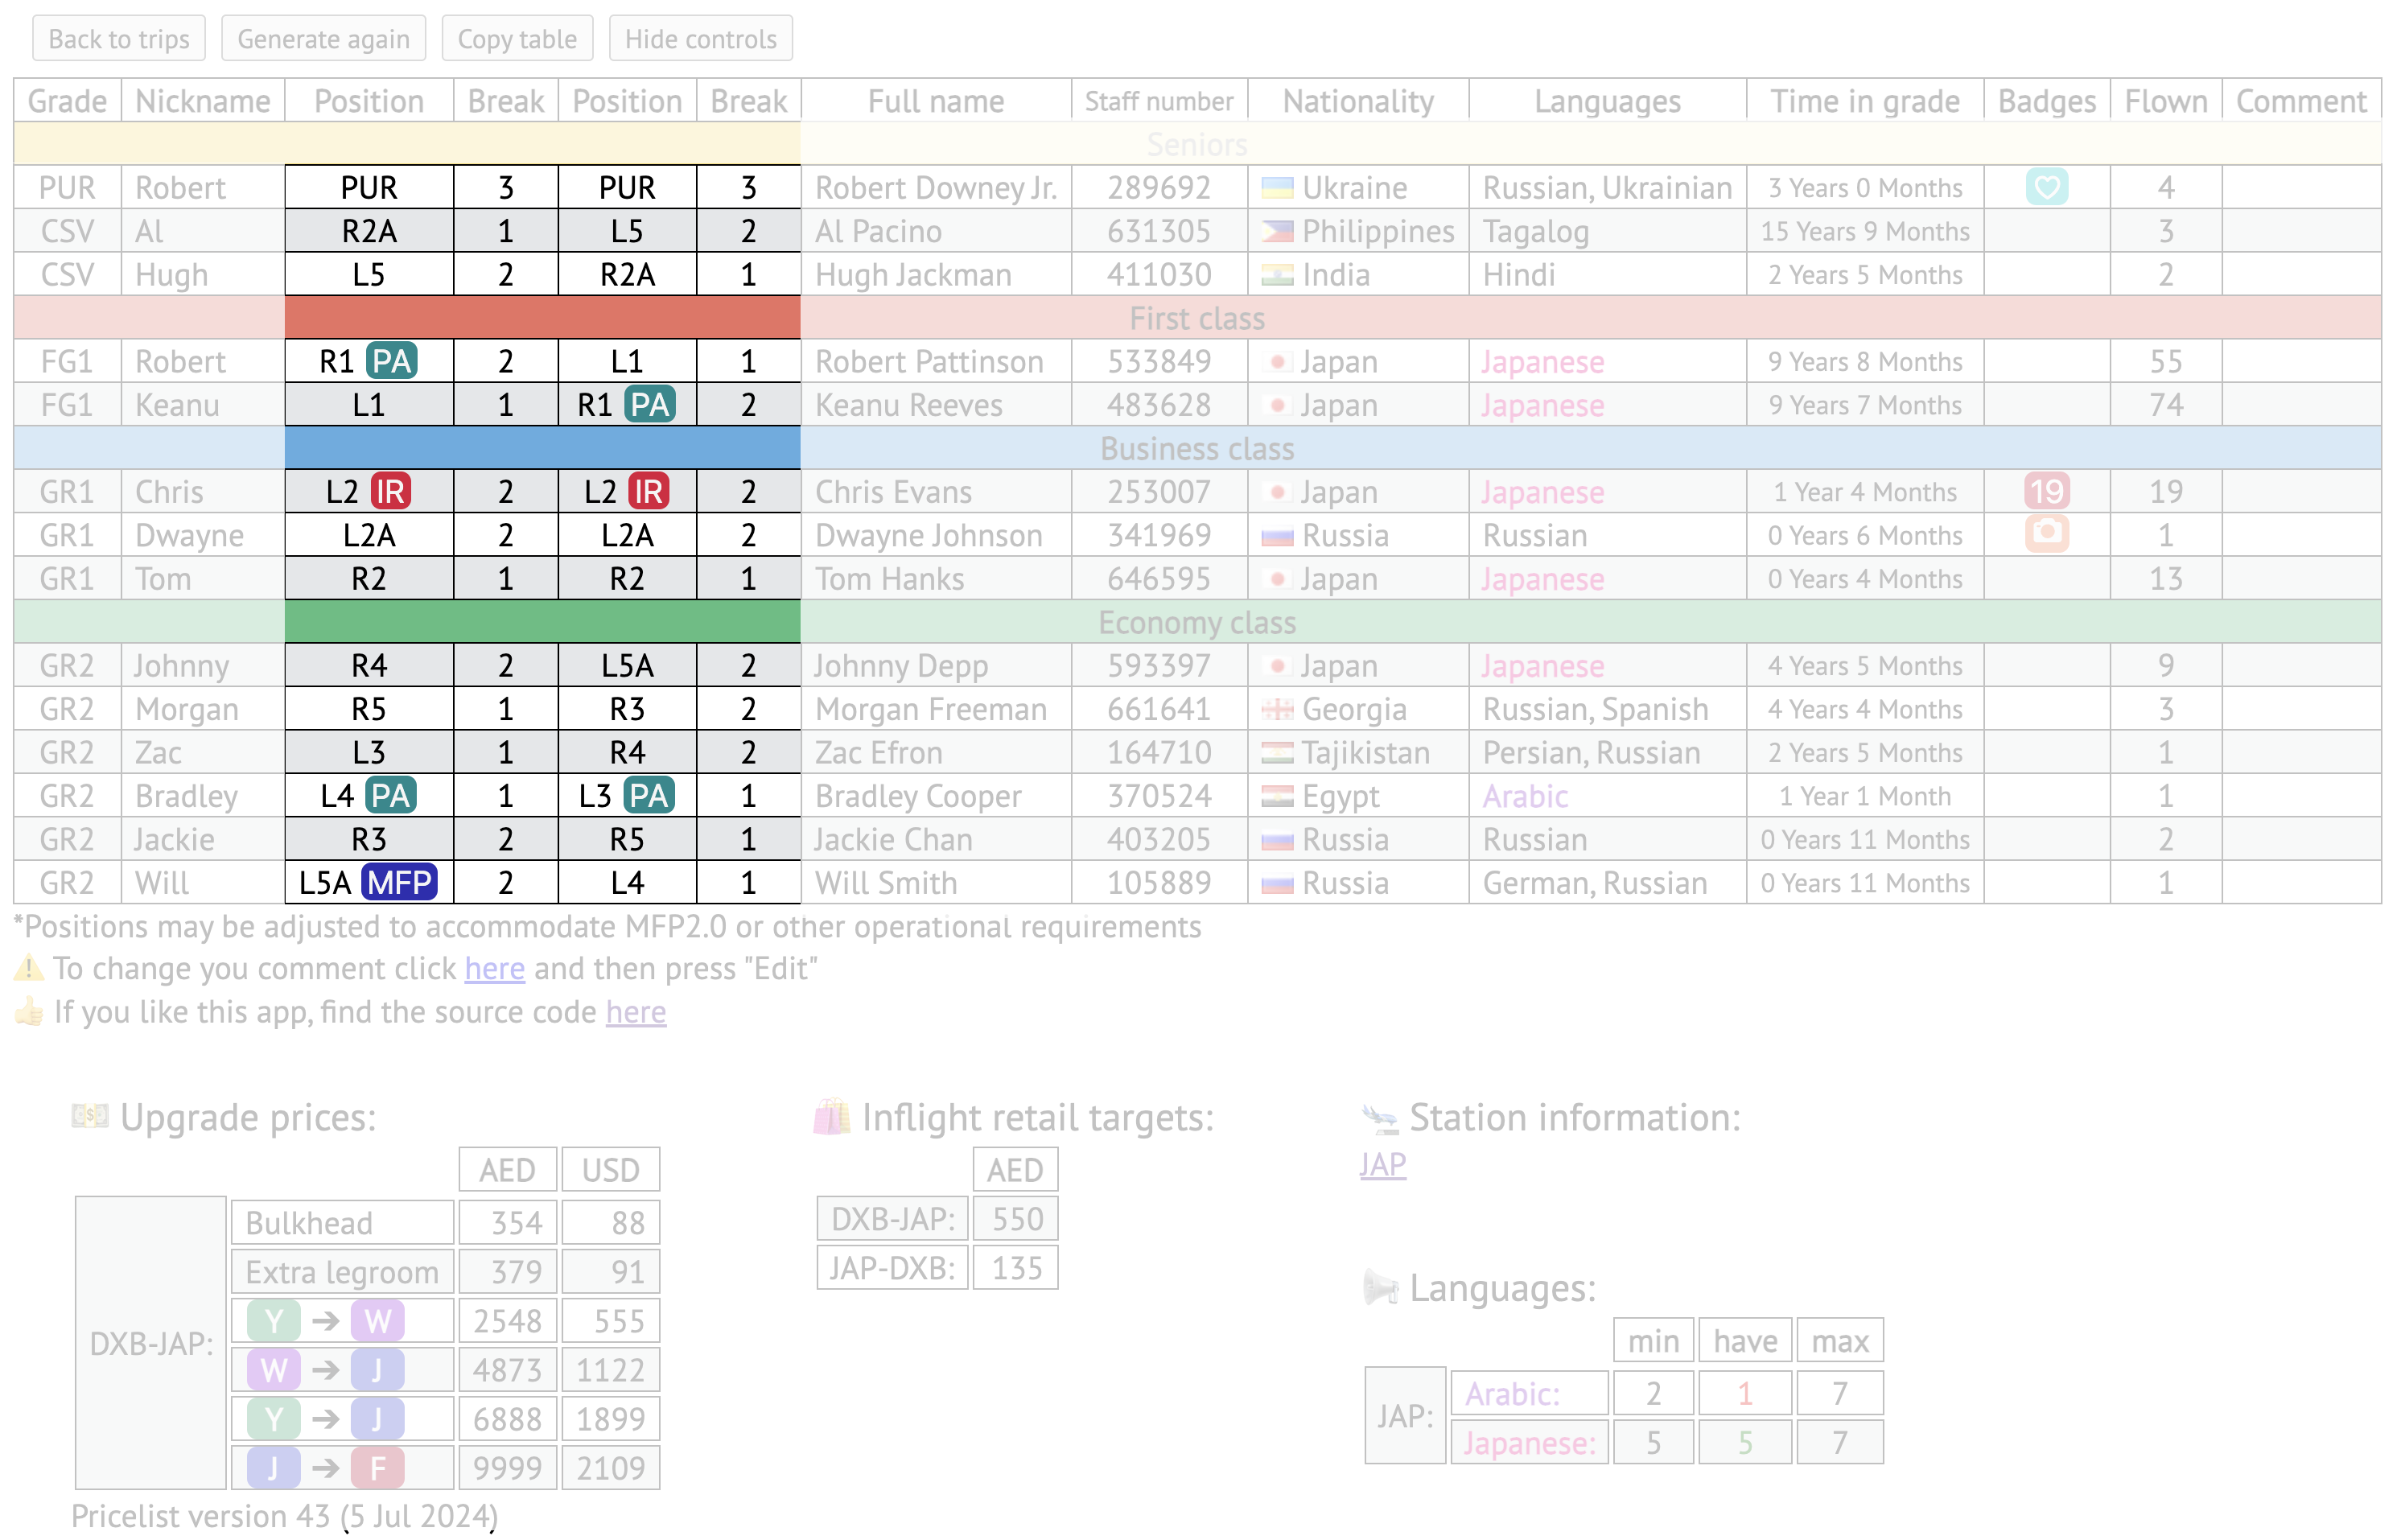 Back to trips Generate again Copy table Hide controls
Grade Nickname Position Break Position Break Full name Staff number Nationality Languages Time in grade Badges Flown Comment
Seniors
PUR Robert PUR 3 PUR 3 Robert Downey Jr. 289692 Ukraine Russian, Ukrainian 3 Years 0 Months 4
CSV Al R2A 1 L5 2 Al Pacino 631305 Philippines Tagalog 15 Years 9 Months 3
CSV Hugh L5 2 R2A 1 Hugh Jackman 411030 India Hindi 2 Years 5 Months 2
First class
FG1 Robert R1 PA 2 L1 1 Robert Pattinson 533849 Japan Japanese 9 Years 8 Months 55
FG1 Keanu L1 1 R1 PA 2 Keanu Reeves 483628 Japan Japanese 9 Years 7 Months 74
Business class
GR1 Chris L2 IR 2 L2 IR 2 Chris Evans 253007 Japan Japanese 1 Year 4 Months 19 19
GR1 Dwayne L2A 2 L2A 2 Dwayne Johnson 341969 Russia Russian 0 Years 6 Months 1
GR1 Tom R2 1 R2 1 Tom Hanks 646595 Japan Japanese 0 Years 4 Months 13
Economy class
GR2 Johnny R4 2 L5A 2 Johnny Depp 593397 Japan Japanese 4 Years 5 Months 9
GR2 Morgan R5 1 R3 2 Morgan Freeman 661641 Georgia Russian, Spanish 4 Years 4 Months 3
GR2 Zac L3 1 R4 2 Zac Efron 164710 Tajikistan Persian, Russian 2 Years 5 Months 1
GR2 Bradley L4 PA 1 L3 PA 1 Bradley Cooper 370524 Egypt Arabic 1 Year 1 Month 1
GR2 Jackie R3 2 R5 1 Jackie Chan 403205 Russia Russian 0 Years 11 Months 2
GR2 Will L5A MFP 2 L4 1 Will Smith 105889 Russia German, Russian 0 Years 11 Months 1
*Positions may be adjusted to accommodate MFP2.0 or other operational requirements
⚠️ To change you comment click here and then press "Edit"
👍 If you like this app, find the source code here
Upgrade prices:
AED USD
DXB-JAP:
Bulkhead 354 88
Extra legroom 379 91
Y ➔ W 2548 555
W ➔ J 4873 1122
Y ➔ J 6888 1899
J ➔ F 9999 2109
Pricelist version 43 (5 Jul 2024)
Inflight retail targets:
AED
DXB-JAP: 550
JAP-DXB: 135
Station information:
JAP
Languages:
min have max
JAP:
Arabic: 2 1 7
Japanese: 5 5 7